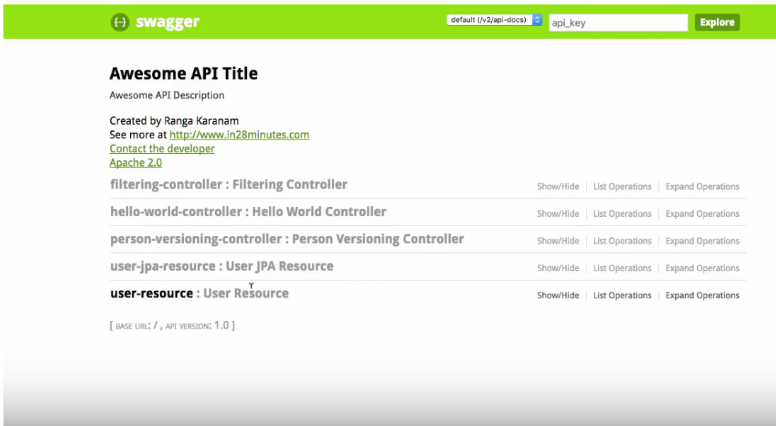 swagger default (/v2/api-docs) api_key Explore
Awesome API Title
Awesome API Description
Created by Ranga Karanam
See more at http://www.in28minutes.com
Contact the developer
Apache 2.0
filtering-controller : Filtering Controller Show/Hide List Operations Expand Operations
hello-world-controller : Hello World Controller Show/Hide List Operations Expand Operations
person-versioning-controller : Person Versioning Controller Show/Hide List Operations Expand Operations
user-jpa-resource : User JPA Resource Show/Hide List Operations Expand Operations
user-resource : User Resource Show/Hide List Operations Expand Operations
[ BASE URL: / , API VERSION: 1.0 ]